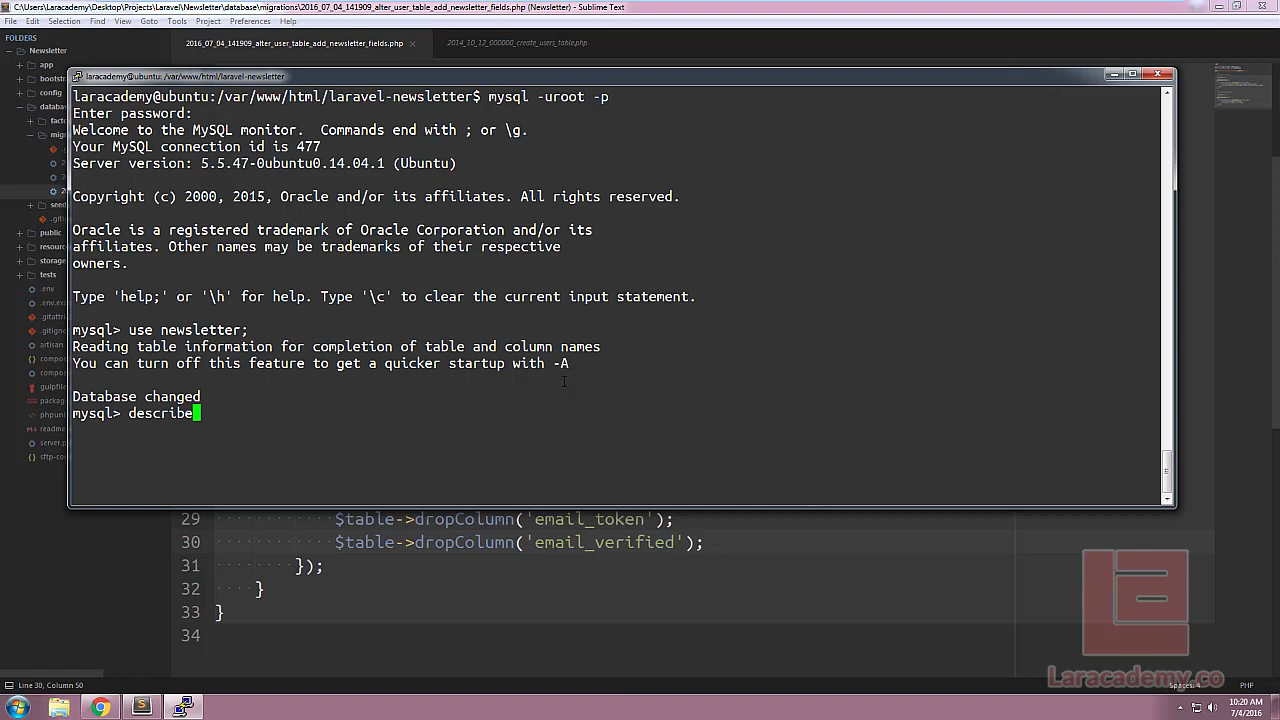 C:\Users\Laracademy\Desktop\Projects\Laravel\Newsletter\database\migrations\2016_07_04_141909_alter_user_table_add_newsletter_fields.php (Newsletter) - Sublime Text
File Edit Selection Find View Goto Tools Project Preferences Help
FOLDERS
2016_07_04_141909_alter_user_table_add_newsletter_fields.php
2014_10_12_000000_create_users_table.php
Newsletter
app
bootst
config
databas
fact
migr
seed
.giti
public
resourc
storage
tests
.env
.env.ex
.gitattri
.gitigno
artisan
compo
compo
gulpfile
package
phpuni
readme
server.p
sftp-co
laracademy@ubuntu: /var/www/html/laravel-newsletter
laracademy@ubuntu:/var/www/html/laravel-newsletter$ mysql -uroot -p
Enter password:
Welcome to the MySQL monitor.  Commands end with ; or \g.
Your MySQL connection id is 477
Server version: 5.5.47-0ubuntu0.14.04.1 (Ubuntu)
Copyright (c) 2000, 2015, Oracle and/or its affiliates. All rights reserved.
Oracle is a registered trademark of Oracle Corporation and/or its
affiliates. Other names may be trademarks of their respective
owners.
Type 'help;' or '\h' for help. Type '\c' to clear the current input statement.
mysql> use newsletter;
Reading table information for completion of table and column names
You can turn off this feature to get a quicker startup with -A
Database changed
mysql> describe
29 $table->dropColumn('email_token');
30 $table->dropColumn('email_verified');
31 });
32 }
33 }
34
Laracademy.co
Line 30, Column 50
Spaces: 4
PHP
10:20 AM
7/4/2016